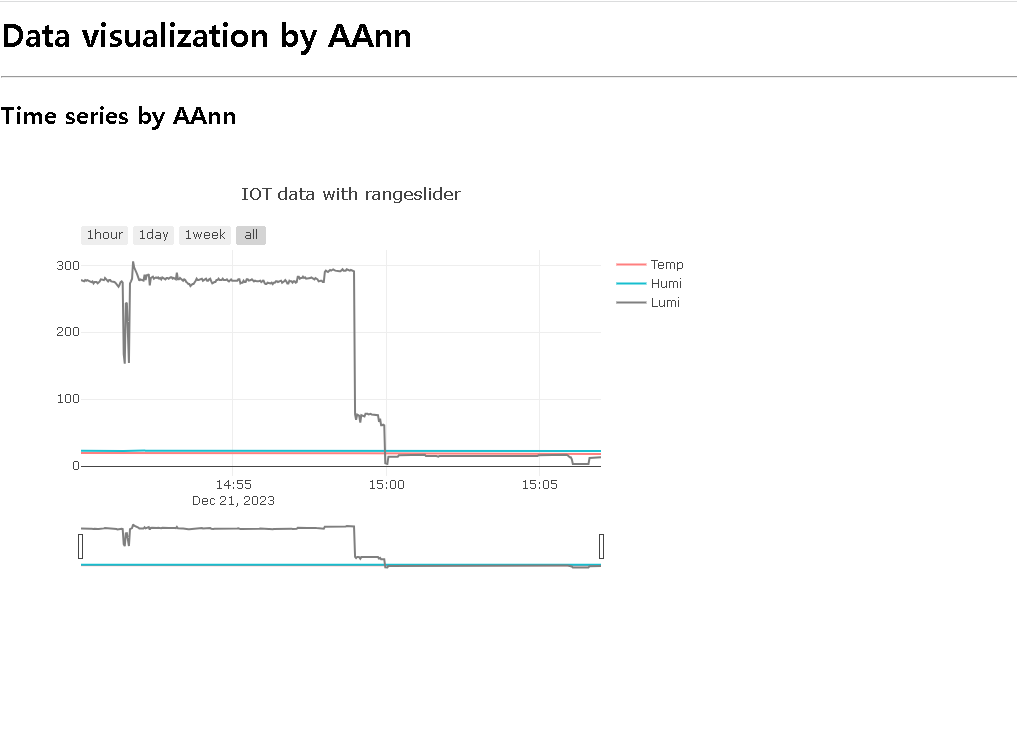 Data visualization by AAnn
Time series by AAnn
IOT data with rangeslider
1hour 1day 1week all
300
200
100
0
14:55 15:00 15:05
Dec 21, 2023
Temp
Humi
Lumi